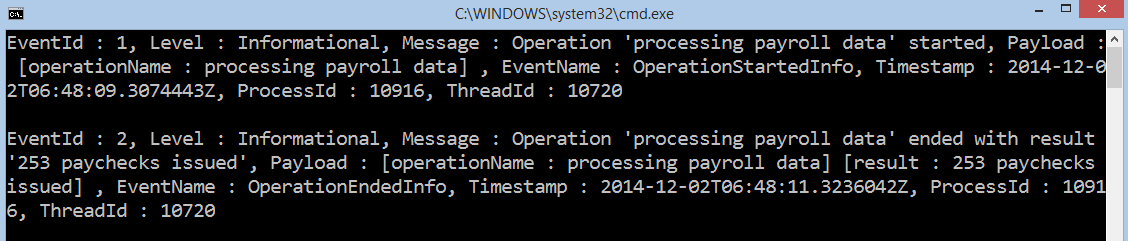 C:\WINDOWS\system32\cmd.exe
EventId : 1, Level : Informational, Message : Operation 'processing payroll data' started, Payload :
[operationName : processing payroll data] , EventName : OperationStartedInfo, Timestamp : 2014-12-0
2T06:48:09.3074443Z, ProcessId : 10916, ThreadId : 10720
EventId : 2, Level : Informational, Message : Operation 'processing payroll data' ended with result
'253 paychecks issued', Payload : [operationName : processing payroll data] [result : 253 paychecks
issued] , EventName : OperationEndedInfo, Timestamp : 2014-12-02T06:48:11.3236042Z, ProcessId : 1091
6, ThreadId : 10720